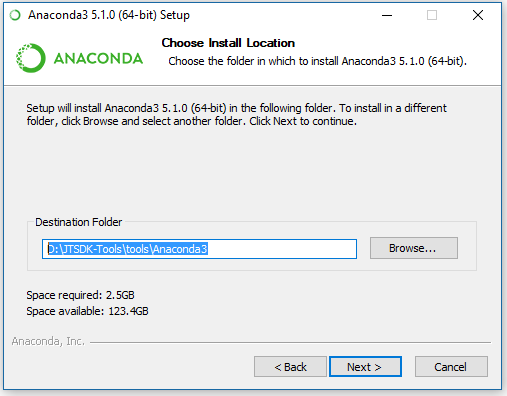 Anaconda3 5.1.0 (64-bit) Setup
ANACONDA
Choose Install Location
Choose the folder in which to install Anaconda3 5.1.0 (64-bit).
Setup will install Anaconda3 5.1.0 (64-bit) in the following folder. To install in a different
folder, click Browse and select another folder. Click Next to continue.
Destination Folder
D:\JTSDK-Tools\tools\Anaconda3
Browse...
Space required: 2.5GB
Space available: 123.4GB
Anaconda, Inc.
< Back
Next >
Cancel